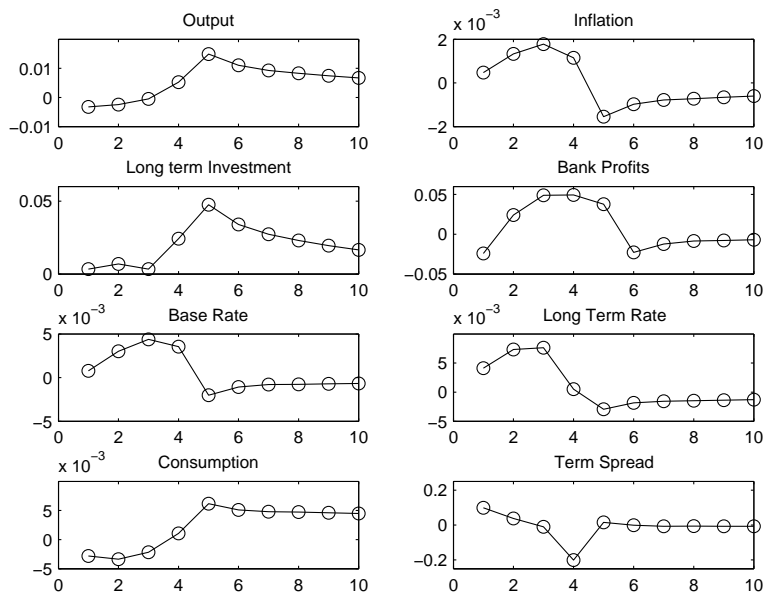 Output
0.01
0
−0.01
0 2 4 6 8 10
x 10⁻³
Inflation
2
0
−2
0 2 4 6 8 10
Long term Investment
0.05
0
0 2 4 6 8 10
Bank Profits
0.05
0
−0.05
0 2 4 6 8 10
x 10⁻³
Base Rate
5
0
−5
0 2 4 6 8 10
x 10⁻³
Long Term Rate
5
0
−5
0 2 4 6 8 10
x 10⁻³
Consumption
5
0
−5
0 2 4 6 8 10
Term Spread
0.2
0
−0.2
0 2 4 6 8 10